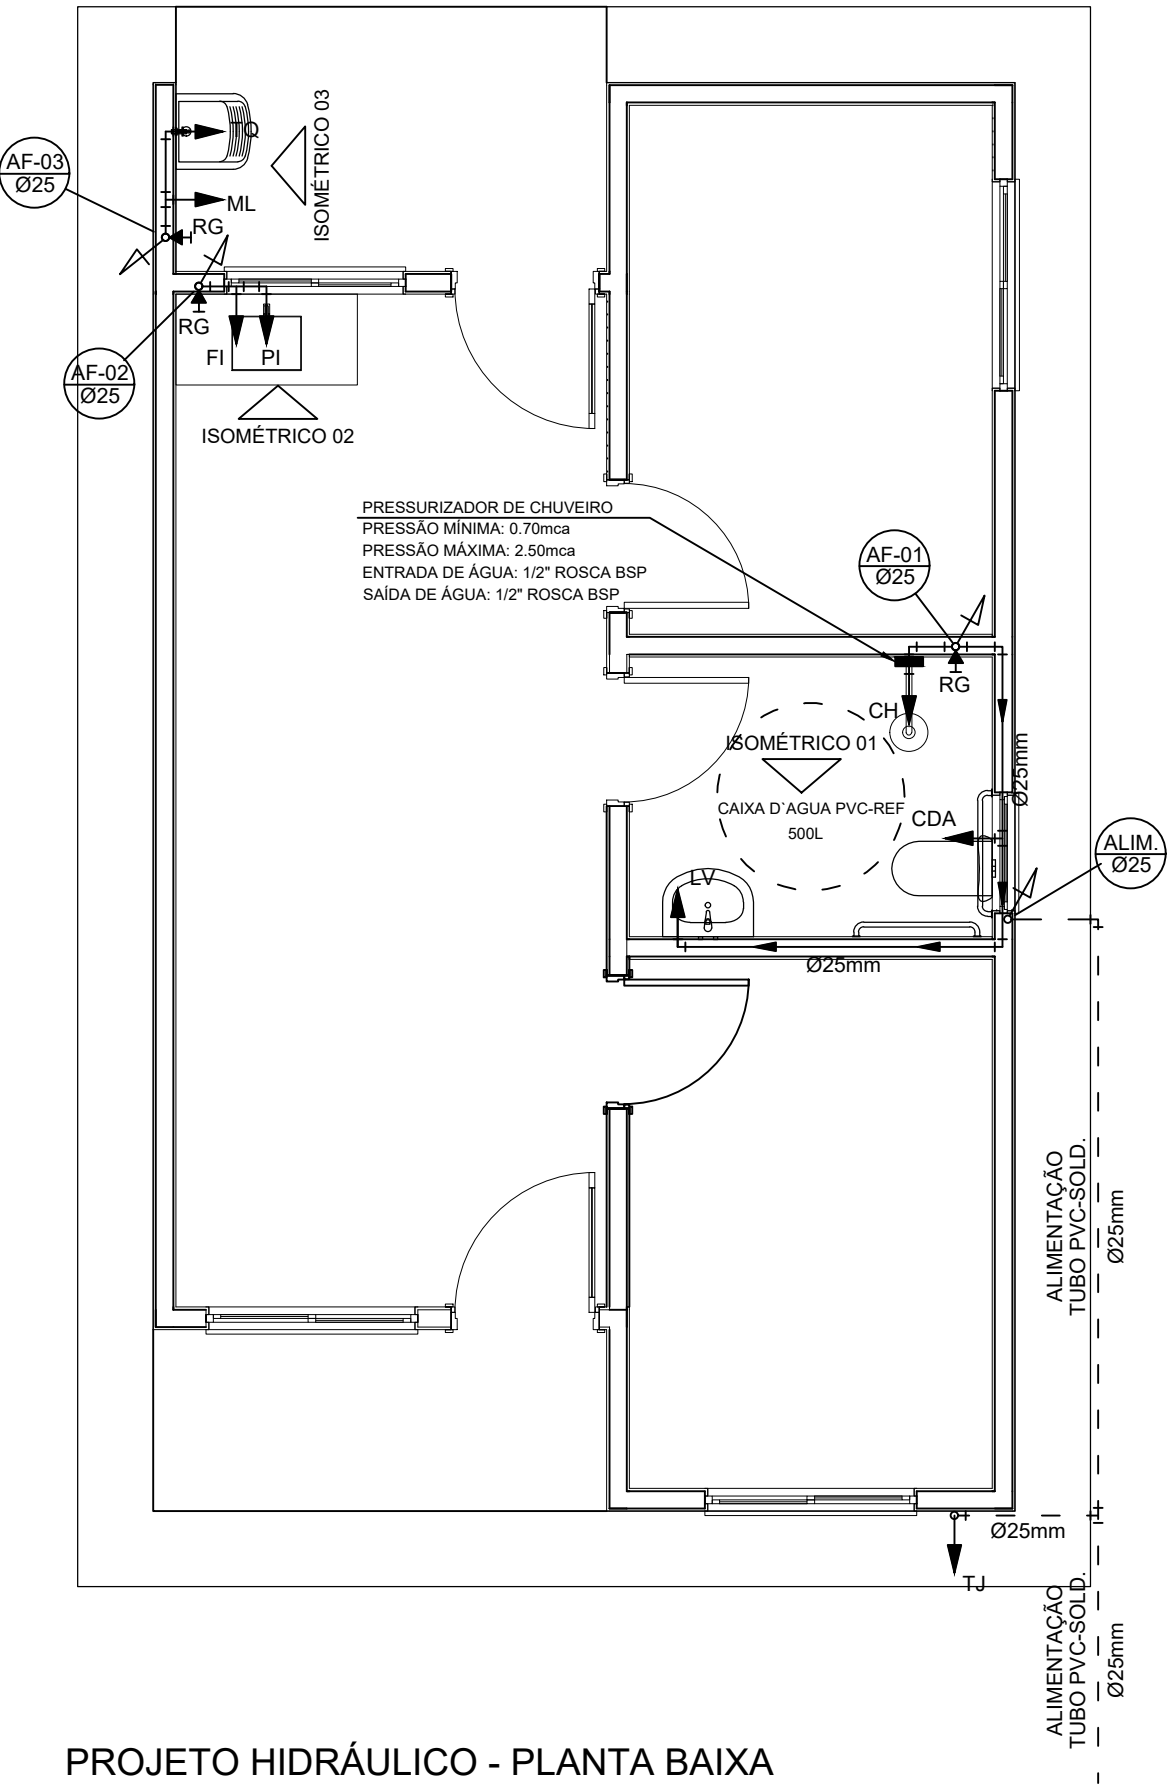 ISOMÉTRICO 03
TQ
AF-03
Ø25
ML
RG
RG
FI
PI
AF-02
Ø25
ISOMÉTRICO 02
PRESSURIZADOR DE CHUVEIRO
PRESSÃO MÍNIMA: 0.70mca
PRESSÃO MÁXIMA: 2.50mca
ENTRADA DE ÁGUA: 1/2" ROSCA BSP
SAÍDA DE ÁGUA: 1/2" ROSCA BSP
AF-01
Ø25
RG
CH
ISOMÉTRICO 01
Ø25mm
CAIXA D`AGUA PVC-REF
500L
CDA
ALIM.
Ø25
LV
Ø25mm
ALIMENTAÇÃO
TUBO PVC-SOLD.
Ø25mm
Ø25mm
TJ
ALIMENTAÇÃO
TUBO PVC-SOLD.
Ø25mm
PROJETO HIDRÁULICO - PLANTA BAIXA